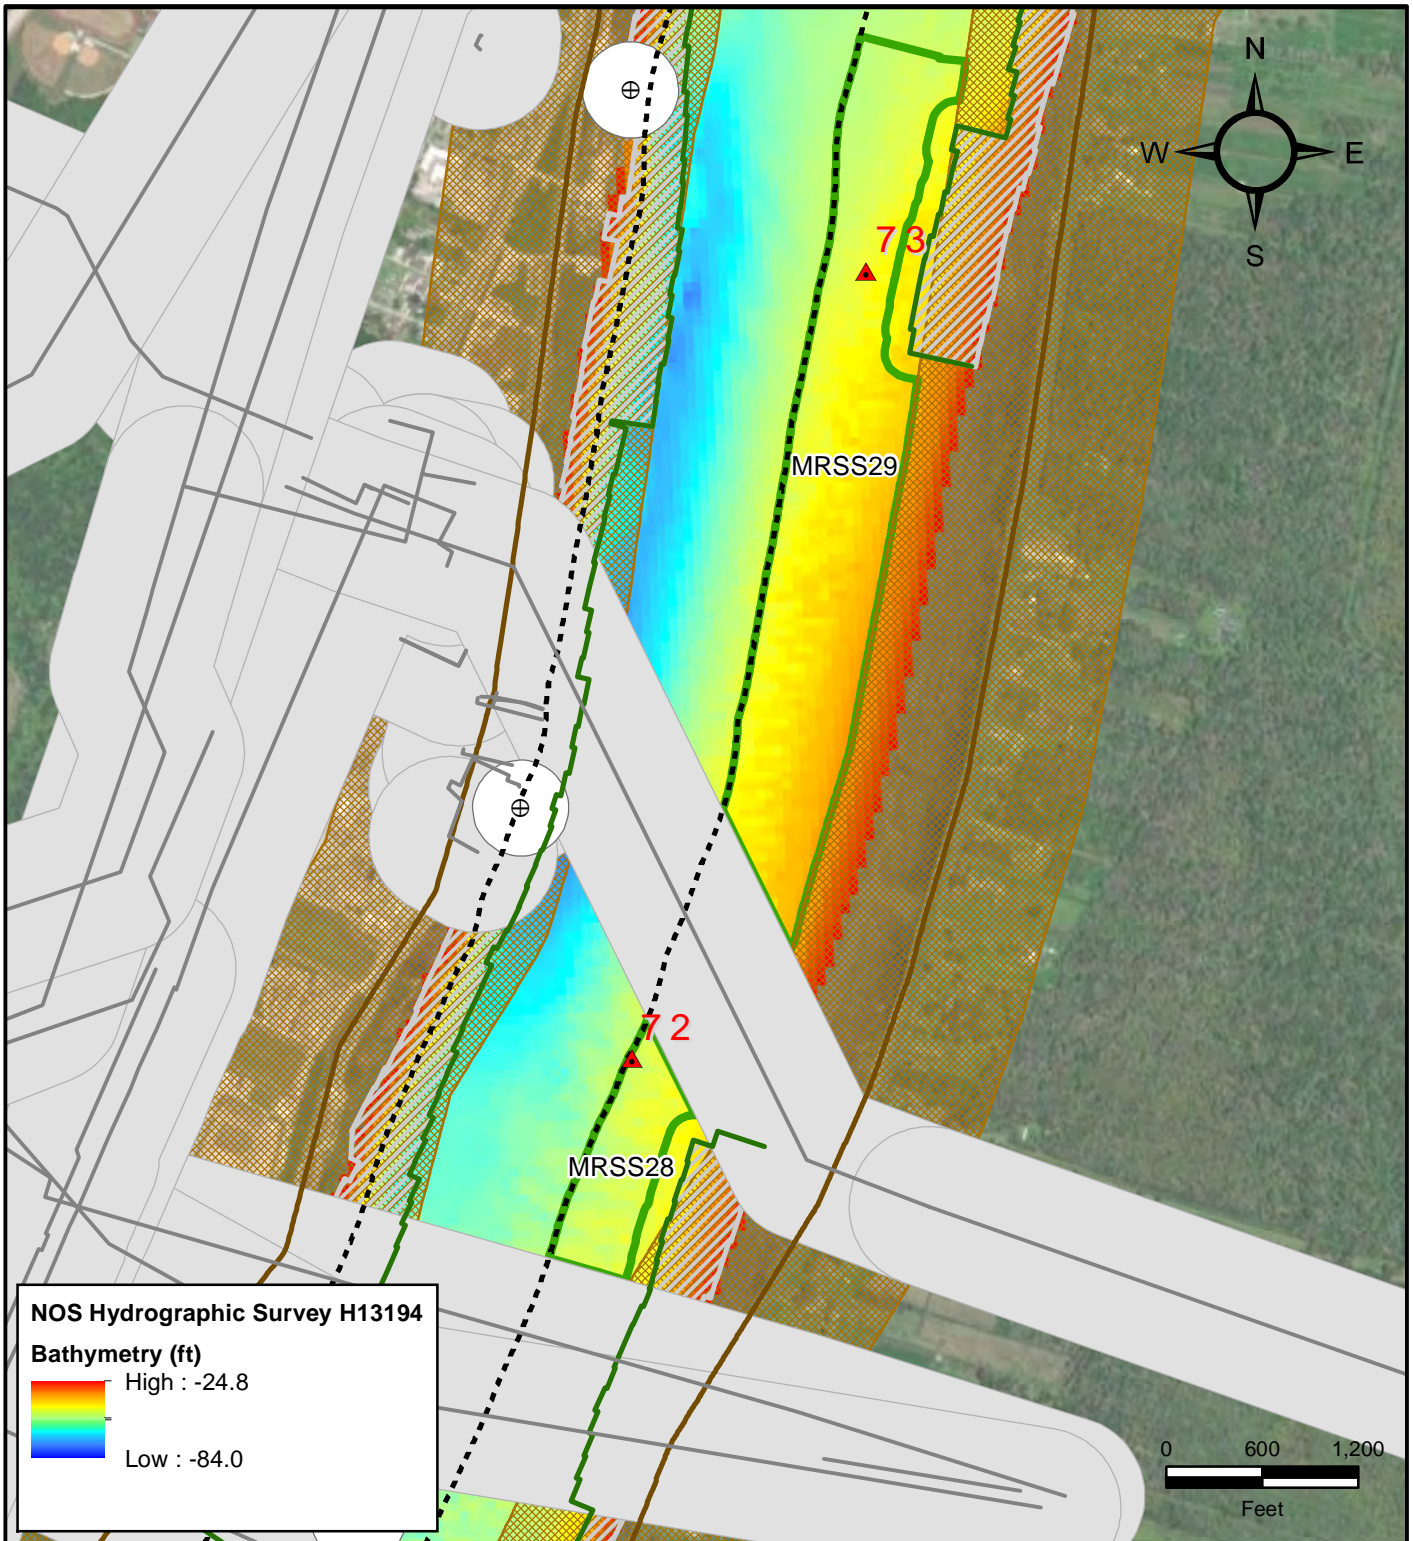 N
W E
S
7 3
MRSS29
7 2
MRSS28
NOS Hydrographic Survey H13194
Bathymetry (ft)
High : -24.8
Low : -84.0
0 600 1,200
Feet